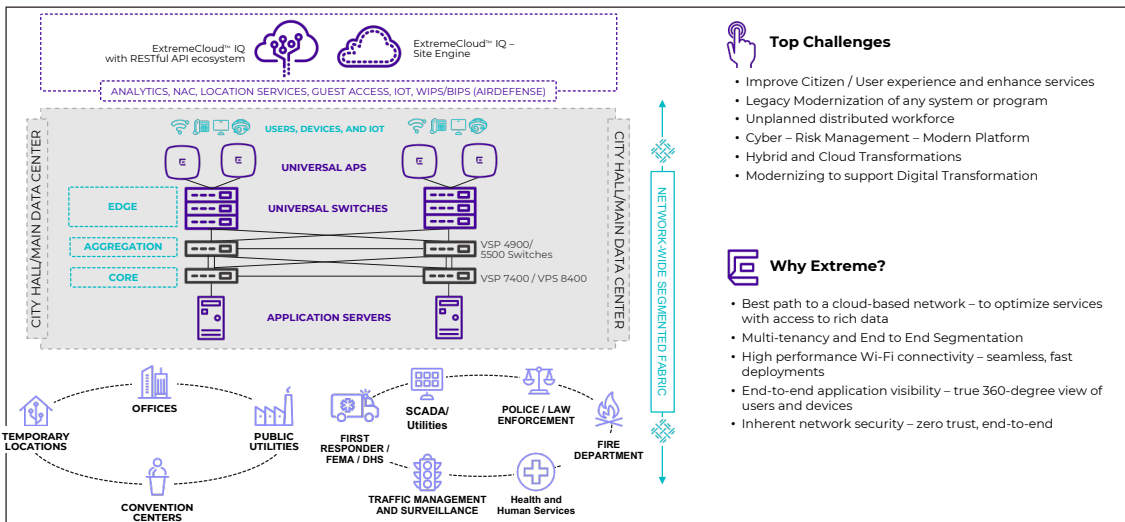 ExtremeCloud™ IQ
with RESTful API ecosystem
ExtremeCloud™ IQ –
Site Engine
ANALYTICS, NAC, LOCATION SERVICES, GUEST ACCESS, IOT, WIPS/BIPS (AIRDEFENSE)
CITY HALL/MAIN DATA CENTER
USERS, DEVICES, AND IOT
UNIVERSAL APS
EDGE
UNIVERSAL SWITCHES
AGGREGATION
VSP 4900/
5500 Switches
CORE
VSP 7400 / VPS 8400
APPLICATION SERVERS
CITY HALL/MAIN DATA CENTER
NETWORK-WIDE SEGMENTED FABRIC
OFFICES
TEMPORARY
LOCATIONS
PUBLIC
UTILITIES
CONVENTION
CENTERS
SCADA/
Utilities
POLICE / LAW
ENFORCEMENT
FIRST
RESPONDER /
FEMA / DHS
FIRE
DEPARTMENT
TRAFFIC MANAGEMENT
AND SURVEILLANCE
Health and
Human Services
Top Challenges
• Improve Citizen / User experience and enhance services
• Legacy Modernization of any system or program
• Unplanned distributed workforce
• Cyber – Risk Management – Modern Platform
• Hybrid and Cloud Transformations
• Modernizing to support Digital Transformation
Why Extreme?
• Best path to a cloud-based network – to optimize services
with access to rich data
• Multi-tenancy and End to End Segmentation
• High performance Wi-Fi connectivity – seamless, fast
deployments
• End-to-end application visibility – true 360-degree view of
users and devices
• Inherent network security – zero trust, end-to-end